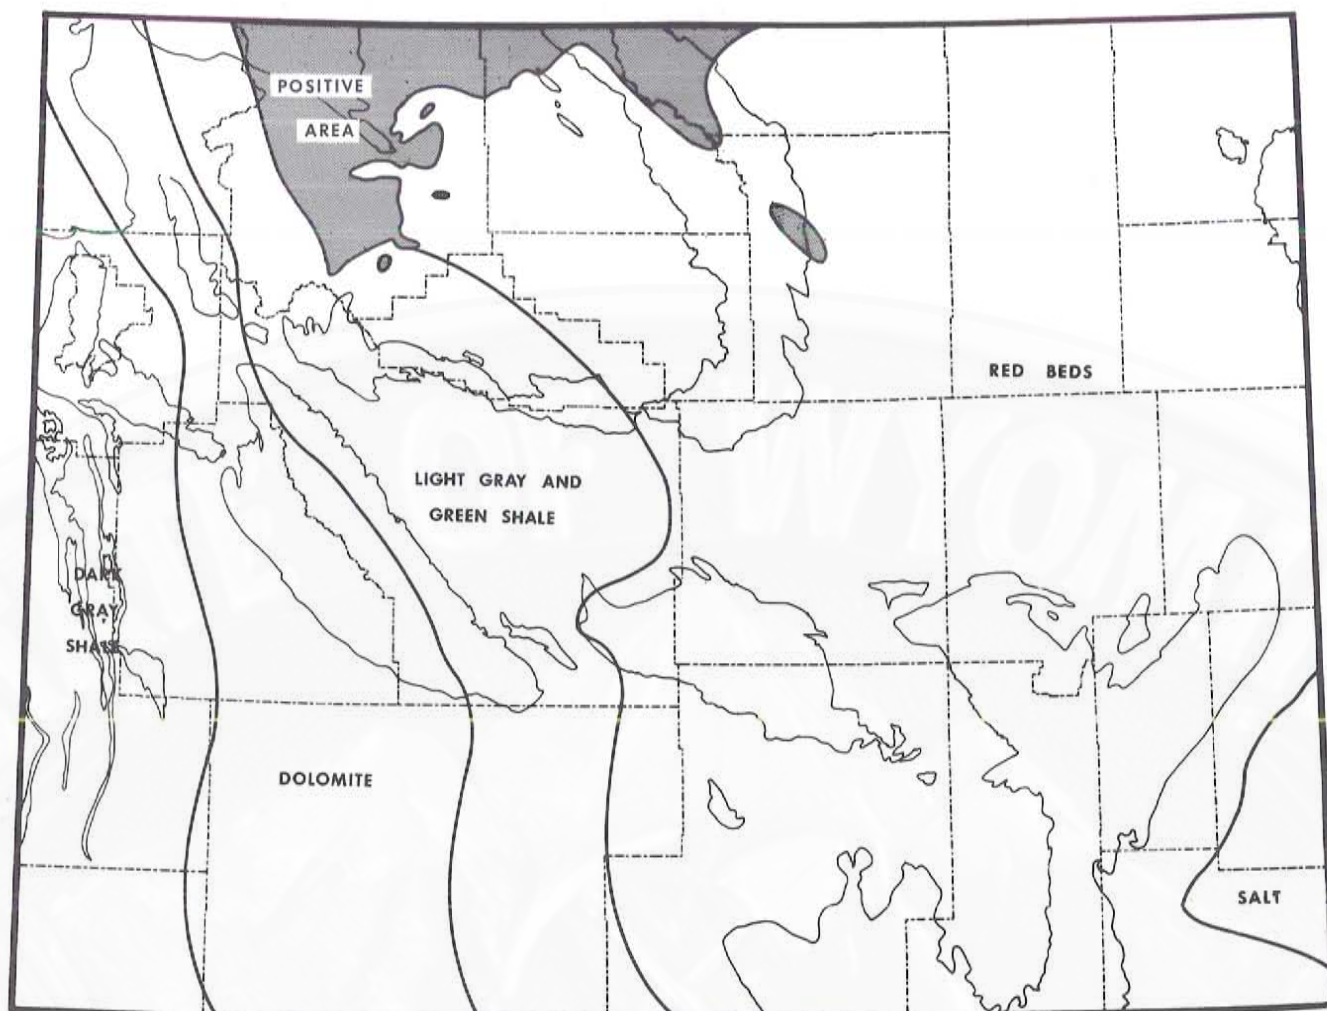 POSITIVE
AREA
RED BEDS
LIGHT GRAY AND
GREEN SHALE
DARK
GRAY
SHALE
DOLOMITE
SALT